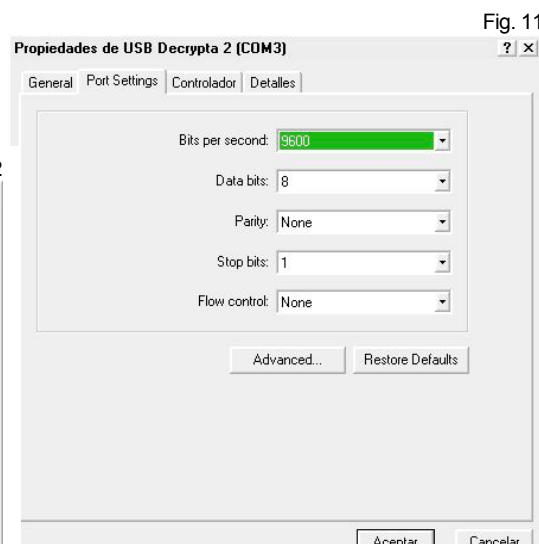 Fig. 11
Propiedades de USB Decrypta 2 (COM3) ? ×
General Port Settings Controlador Detalles
Bits per second: 9600
Data bits: 8
Parity: None
Stop bits: 1
Flow control: None
Advanced... Restore Defaults
Aceptar Cancelar